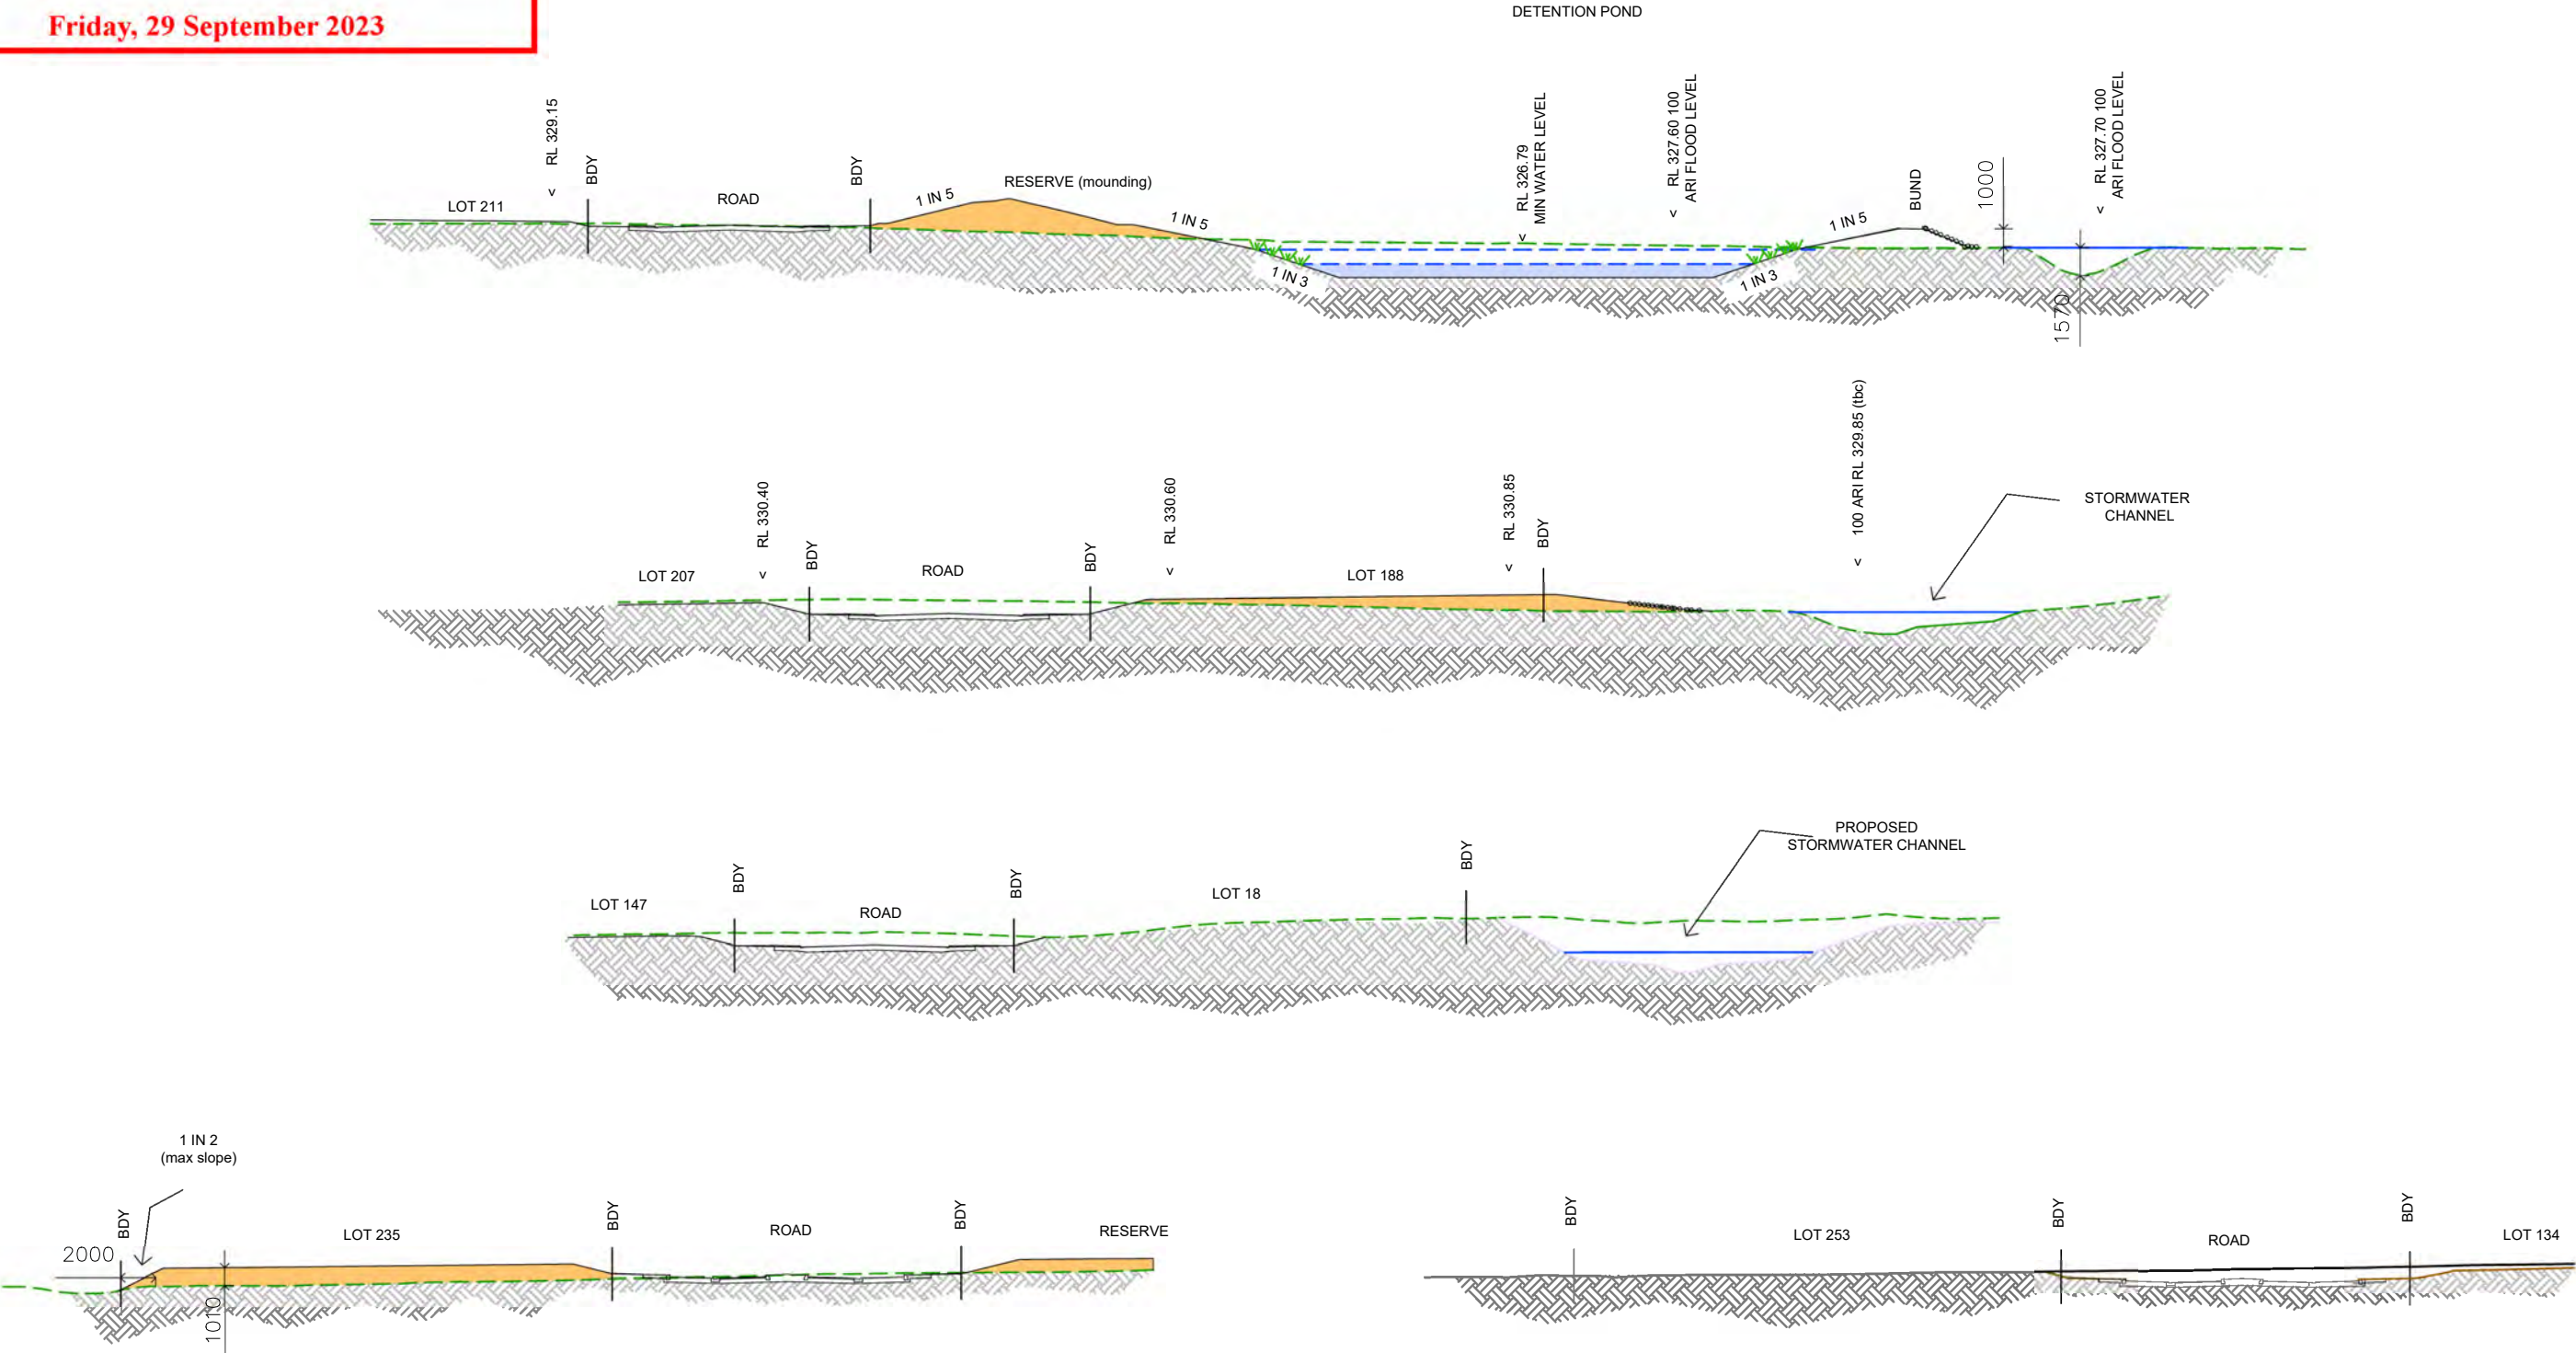 Friday, 29 September 2023
DETENTION POND
RL 329.15
BDY
BDY
LOT 211
ROAD
1 IN 5
RESERVE (mounding)
1 IN 5
RL 326.79
MIN WATER LEVEL
RL 327.60 100
ARI FLOOD LEVEL
1 IN 5
BUND
1000
RL 327.70 100
ARI FLOOD LEVEL
1 IN 3
1 IN 3
1570
RL 330.40
BDY
BDY
RL 330.60
RL 330.85
BDY
100 ARI RL 329.85 (tbc)
STORMWATER
CHANNEL
LOT 207
ROAD
LOT 188
PROPOSED
STORMWATER CHANNEL
BDY
BDY
BDY
LOT 147
ROAD
LOT 18
1 IN 2
(max slope)
BDY
2000
LOT 235
BDY
ROAD
BDY
RESERVE
1010
BDY
LOT 253
BDY
ROAD
BDY
LOT 134